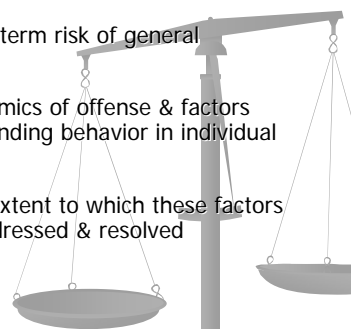 term risk of general
mics of offense & factors
nding behavior in individual
xtent to which these factors
dressed & resolved